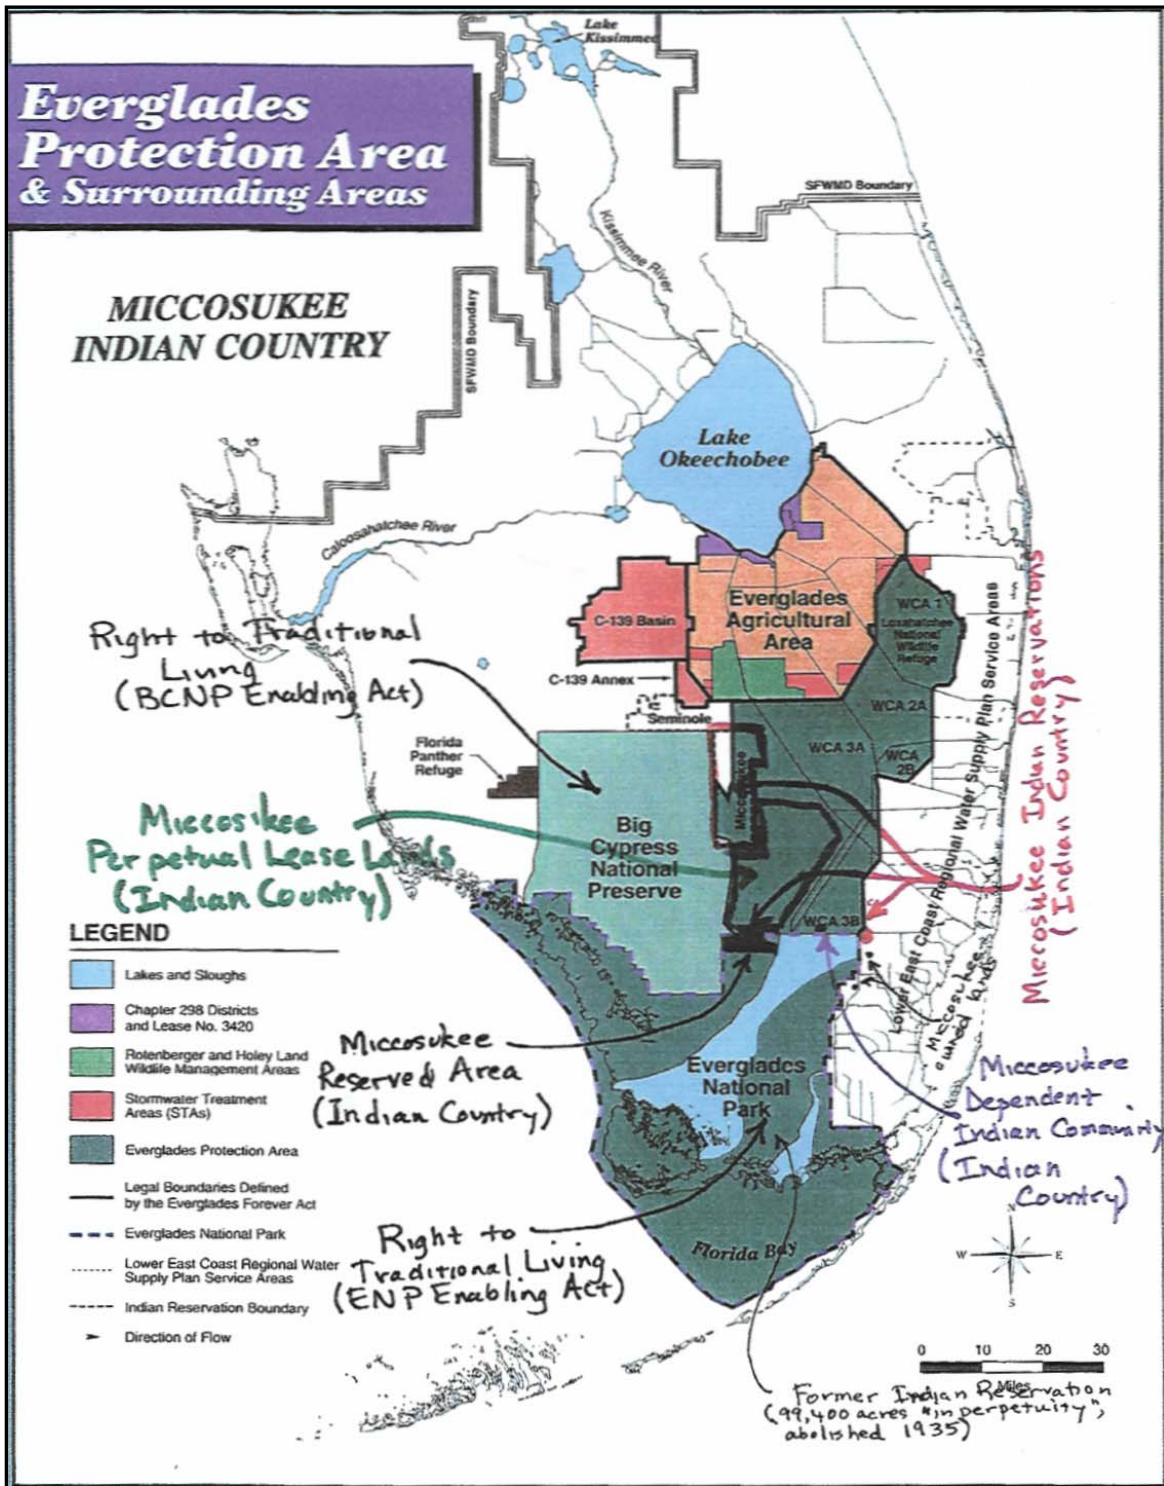 Lake
Kissimmee
Everglades
Protection Area
& Surrounding Areas
SFWMD Boundary
Kissimmee River
MICCOSUKEE
INDIAN COUNTRY
SFWMD Boundary
Lake
Okeechobee
Caloosahatchee River
Everglades
Agricultural
Area
C-139 Basin
WCA 1
Loxahatchee
National
Wildlife
Refuge
Right to Traditional
Living
(BCNP Enabling Act)
C-139 Annex
Seminole
WCA 2A
WCA 3A
WCA
2B
Florida
Panther
Refuge
Miccosukee
Lower East Coast Regional Water Supply Plan Service Areas
Miccosukee Indian Reservations
(Indian Country)
Miccosikee
Perpetual Lease Lands
(Indian Country)
Big
Cypress
National
Preserve
WCA 3B
Miccosukee
owned lands
LEGEND
Lakes and Sloughs
Chapter 298 Districts
and Lease No. 3420
Rotenberger and Holey Land
Wildlife Management Areas
Stormwater Treatment
Areas (STAs)
Everglades Protection Area
Legal Boundaries Defined
by the Everglades Forever Act
Everglades National Park
Lower East Coast Regional Water
Supply Plan Service Areas
Indian Reservation Boundary
Direction of Flow
Miccosukee
Reserved Area
(Indian Country)
Everglades
National
Park
Miccosukee
Dependent
Indian Community
(Indian
Country)
Right to
Traditional Living
(ENP Enabling Act)
Florida Bay
N
W E
S
0 10 20 30
Miles
Former Indian Reservation
(99,400 acres "in perpetuity",
abolished 1935)